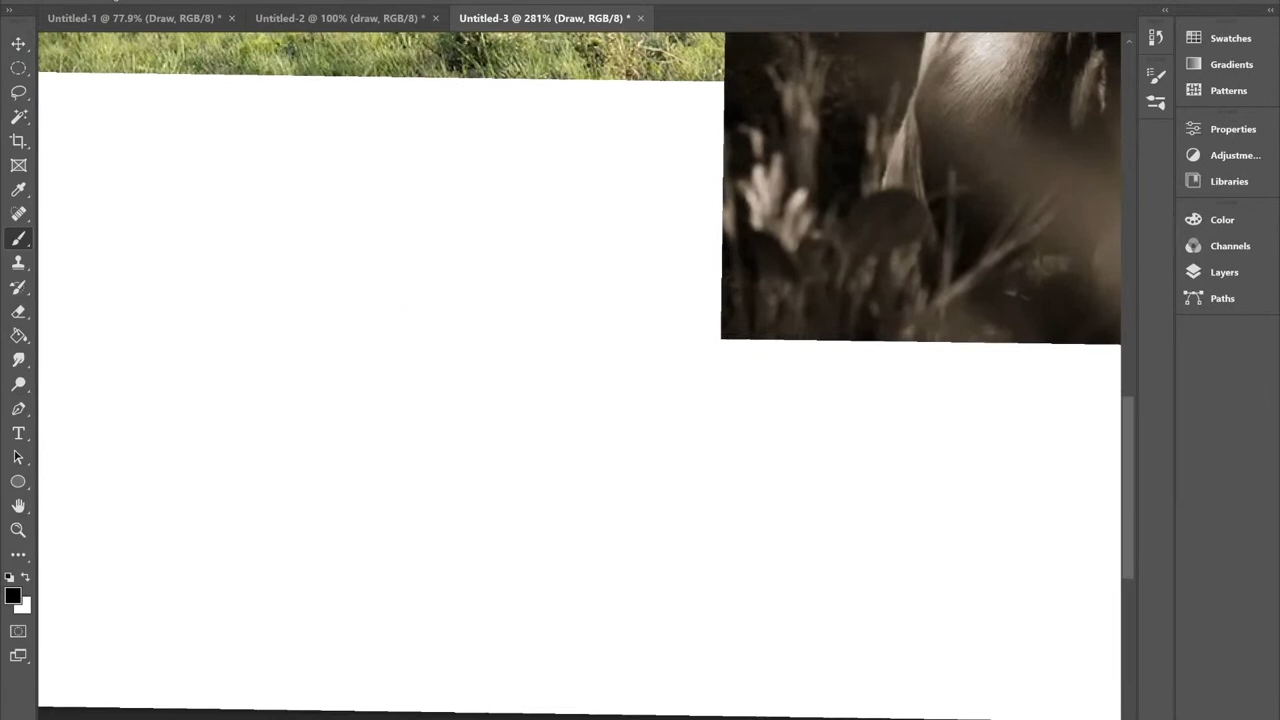 Untitled-1 @ 77.9% (Draw, RGB/8) * ×
Untitled-2 @ 100% (draw, RGB/8) * ×
Untitled-3 @ 281% (Draw, RGB/8) * ×
Swatches
Gradients
Patterns
Properties
Adjustme...
Libraries
Color
Channels
Layers
Paths